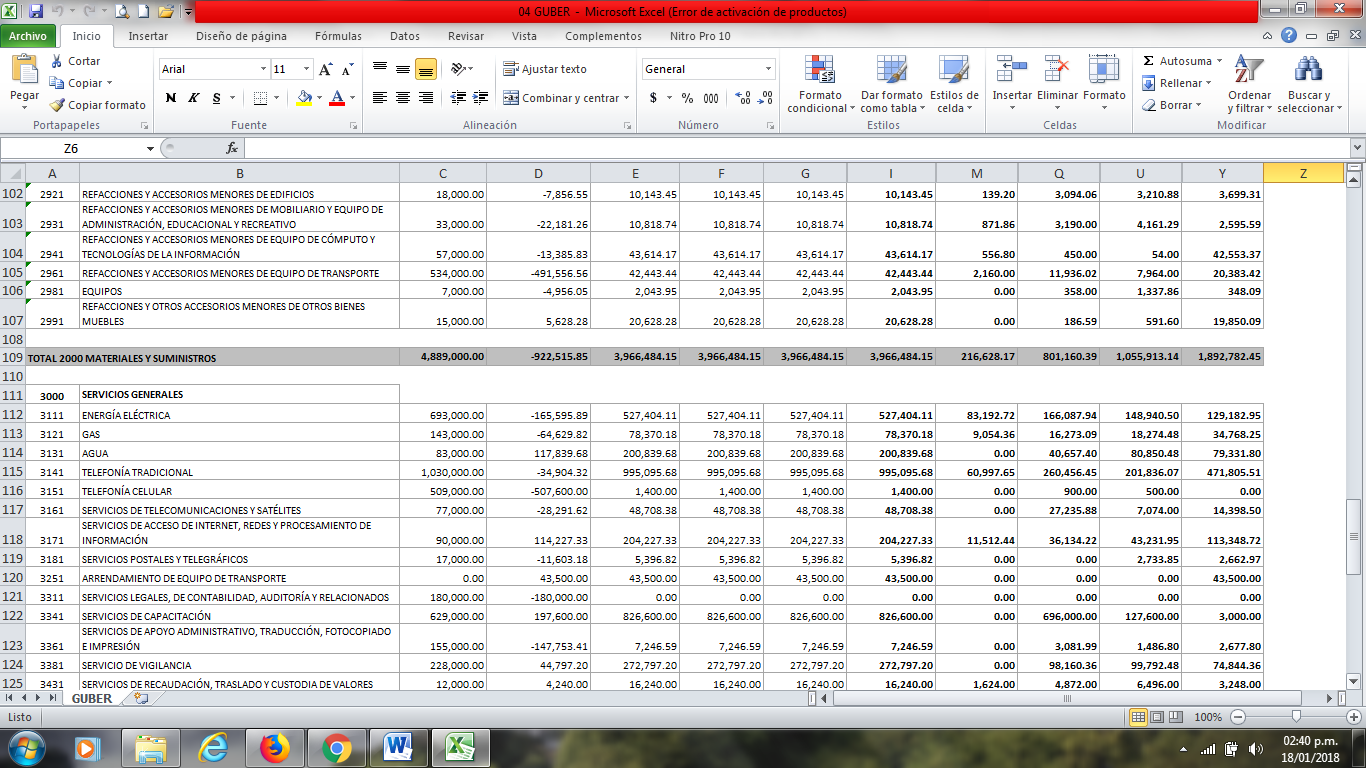 04 GUBER - Microsoft Excel (Error de activación de productos)
Archivo Inicio Insertar Diseño de página Fórmulas Datos Revisar Vista Complementos Nitro Pro 10
Pegar
Cortar
Copiar
Copiar formato
Portapapeles
Arial 11
N K S
Fuente
Ajustar texto
Combinar y centrar
Alineación
General
$ % 000
Número
Formato condicional
Dar formato como tabla
Estilos de celda
Estilos
Insertar Eliminar Formato
Celdas
Autosuma
Rellenar
Borrar
Ordenar y filtrar
Buscar y seleccionar
Modificar
Z6 fx
A B C D E F G I M Q U Y Z
102 2921 REFACCIONES Y ACCESORIOS MENORES DE EDIFICIOS 18,000.00 -7,856.55 10,143.45 10,143.45 10,143.45 10,143.45 139.20 3,094.06 3,210.88 3,699.31
REFACCIONES Y ACCESORIOS MENORES DE MOBILIARIO Y EQUIPO DE
103 2931 ADMINISTRACIÓN, EDUCACIONAL Y RECREATIVO 33,000.00 -22,181.26 10,818.74 10,818.74 10,818.74 10,818.74 871.86 3,190.00 4,161.29 2,595.59
REFACCIONES Y ACCESORIOS MENORES DE EQUIPO DE CÓMPUTO Y
104 2941 TECNOLOGÍAS DE LA INFORMACIÓN 57,000.00 -13,385.83 43,614.17 43,614.17 43,614.17 43,614.17 556.80 450.00 54.00 42,553.37
105 2961 REFACCIONES Y ACCESORIOS MENORES DE EQUIPO DE TRANSPORTE 534,000.00 -491,556.56 42,443.44 42,443.44 42,443.44 42,443.44 2,160.00 11,936.02 7,964.00 20,383.42
106 2981 EQUIPOS 7,000.00 -4,956.05 2,043.95 2,043.95 2,043.95 2,043.95 0.00 358.00 1,337.86 348.09
REFACCIONES Y OTROS ACCESORIOS MENORES DE OTROS BIENES
107 2991 MUEBLES 15,000.00 5,628.28 20,628.28 20,628.28 20,628.28 20,628.28 0.00 186.59 591.60 19,850.09
108
109 TOTAL 2000 MATERIALES Y SUMINISTROS 4,889,000.00 -922,515.85 3,966,484.15 3,966,484.15 3,966,484.15 3,966,484.15 216,628.17 801,160.39 1,055,913.14 1,892,782.45
110
111 3000 SERVICIOS GENERALES
112 3111 ENERGÍA ELÉCTRICA 693,000.00 -165,595.89 527,404.11 527,404.11 527,404.11 527,404.11 83,192.72 166,087.94 148,940.50 129,182.95
113 3121 GAS 143,000.00 -64,629.82 78,370.18 78,370.18 78,370.18 78,370.18 9,054.36 16,273.09 18,274.48 34,768.25
114 3131 AGUA 83,000.00 117,839.68 200,839.68 200,839.68 200,839.68 200,839.68 0.00 40,657.40 80,850.48 79,331.80
115 3141 TELEFONÍA TRADICIONAL 1,030,000.00 -34,904.32 995,095.68 995,095.68 995,095.68 995,095.68 60,997.65 260,456.45 201,836.07 471,805.51
116 3151 TELEFONÍA CELULAR 509,000.00 -507,600.00 1,400.00 1,400.00 1,400.00 1,400.00 0.00 900.00 500.00 0.00
117 3161 SERVICIOS DE TELECOMUNICACIONES Y SATÉLITES 77,000.00 -28,291.62 48,708.38 48,708.38 48,708.38 48,708.38 0.00 27,235.88 7,074.00 14,398.50
SERVICIOS DE ACCESO DE INTERNET, REDES Y PROCESAMIENTO DE
118 3171 INFORMACIÓN 90,000.00 114,227.33 204,227.33 204,227.33 204,227.33 204,227.33 11,512.44 36,134.22 43,231.95 113,348.72
119 3181 SERVICIOS POSTALES Y TELEGRÁFICOS 17,000.00 -11,603.18 5,396.82 5,396.82 5,396.82 5,396.82 0.00 0.00 2,733.85 2,662.97
120 3251 ARRENDAMIENTO DE EQUIPO DE TRANSPORTE 0.00 43,500.00 43,500.00 43,500.00 43,500.00 43,500.00 0.00 0.00 0.00 43,500.00
121 3311 SERVICIOS LEGALES, DE CONTABILIDAD, AUDITORÍA Y RELACIONADOS 180,000.00 -180,000.00 0.00 0.00 0.00 0.00 0.00 0.00 0.00 0.00
122 3341 SERVICIOS DE CAPACITACIÓN 629,000.00 197,600.00 826,600.00 826,600.00 826,600.00 826,600.00 0.00 696,000.00 127,600.00 3,000.00
SERVICIOS DE APOYO ADMINISTRATIVO, TRADUCCIÓN, FOTOCOPIADO
123 3361 E IMPRESIÓN 155,000.00 -147,753.41 7,246.59 7,246.59 7,246.59 7,246.59 0.00 3,081.99 1,486.80 2,677.80
124 3381 SERVICIO DE VIGILANCIA 228,000.00 44,797.20 272,797.20 272,797.20 272,797.20 272,797.20 0.00 98,160.36 99,792.48 74,844.36
125 3431 SERVICIOS DE RECAUDACIÓN, TRASLADO Y CUSTODIA DE VALORES 12,000.00 4,240.00 16,240.00 16,240.00 16,240.00 16,240.00 1,624.00 4,872.00 6,496.00 3,248.00
GUBER
Listo 100%
02:40 p.m.
18/01/2018